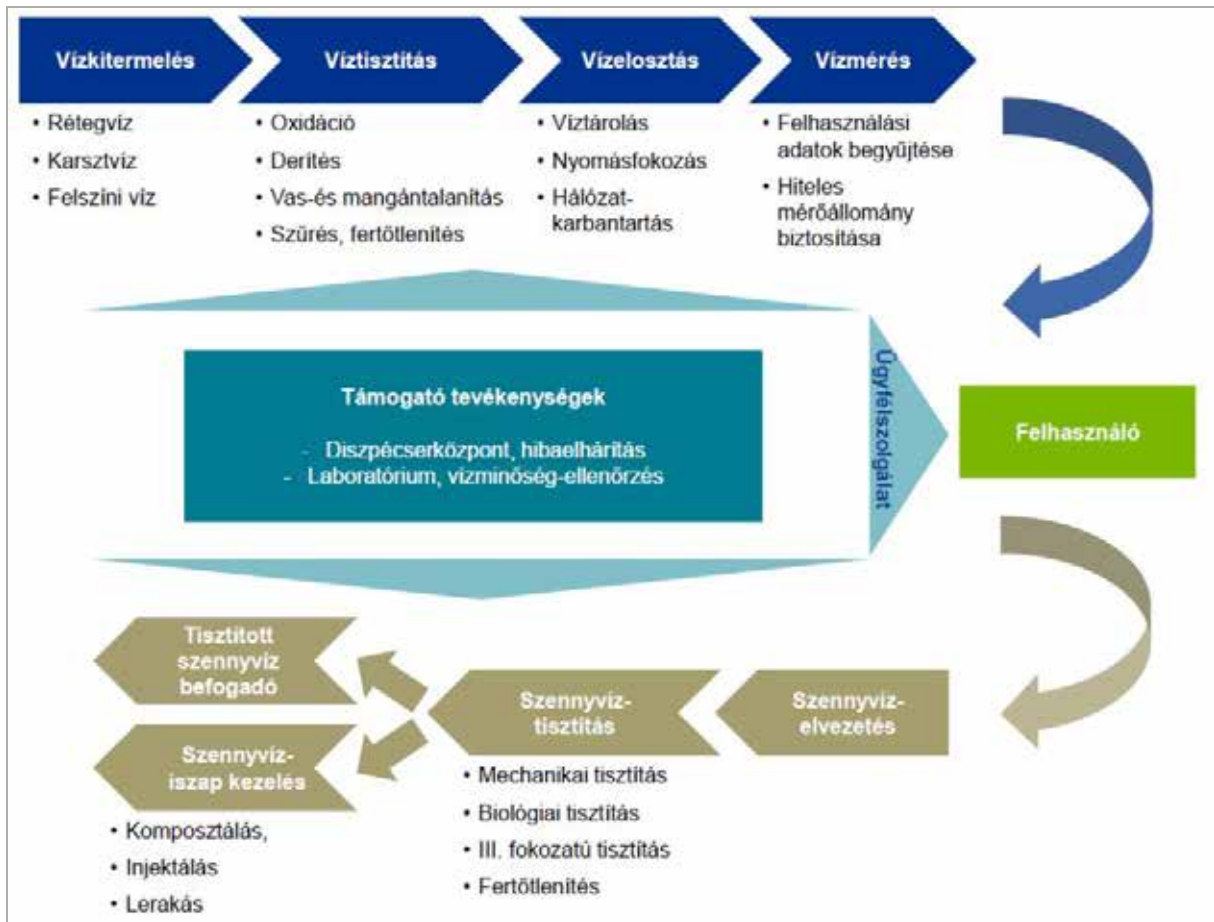 Vízkitermelés
Víztisztítás
Vízelosztás
Vízmérés
• Rétegvíz
• Karsztvíz
• Felszíni víz
• Oxidáció
• Derítés
• Vas-és mangántalanítás
• Szűrés, fertőtlenítés
• Víztárolás
• Nyomásfokozás
• Hálózat-
karbantartás
• Felhasználási
adatok begyűjtése
• Hiteles
mérőállomány
biztosítása
Támogató tevékenységek
- Diszpécserközpont, hibaelhárítás
- Laboratórium, vízminőség-ellenőrzés
Ügyfélszolgálat
Felhasználó
Tisztított
szennyvíz
befogadó
Szennyvíz-
iszap kezelés
Szennyvíz-
tisztítás
Szennyvíz-
elvezetés
• Komposztálás,
• Injektálás
• Lerakás
• Mechanikai tisztítás
• Biológiai tisztítás
• III. fokozatú tisztítás
• Fertőtlenítés